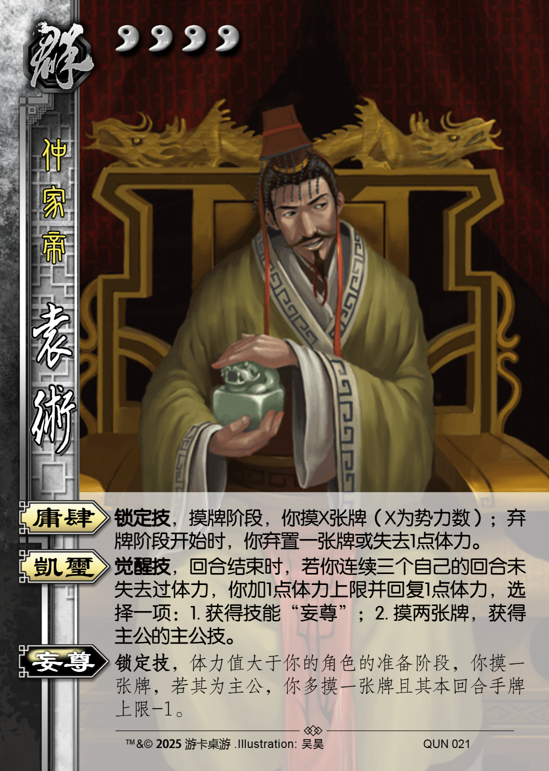 群
仲家帝
袁術
庸肆
锁定技，摸牌阶段，你摸X张牌（X为势力数）；弃
牌阶段开始时，你弃置一张牌或失去1点体力。
凯玺
觉醒技，回合结束时，若你连续三个自己的回合未
失去过体力，你加1点体力上限并回复1点体力，选
择一项：1. 获得技能“妄尊”；2. 摸两张牌，获得
主公的主公技。
妄尊
锁定技，体力值大于你的角色的准备阶段，你摸一
张牌，若其为主公，你多摸一张牌且其本回合手牌
上限-1。
™&© 2025 游卡桌游 .Illustration: 吴昊
QUN 021